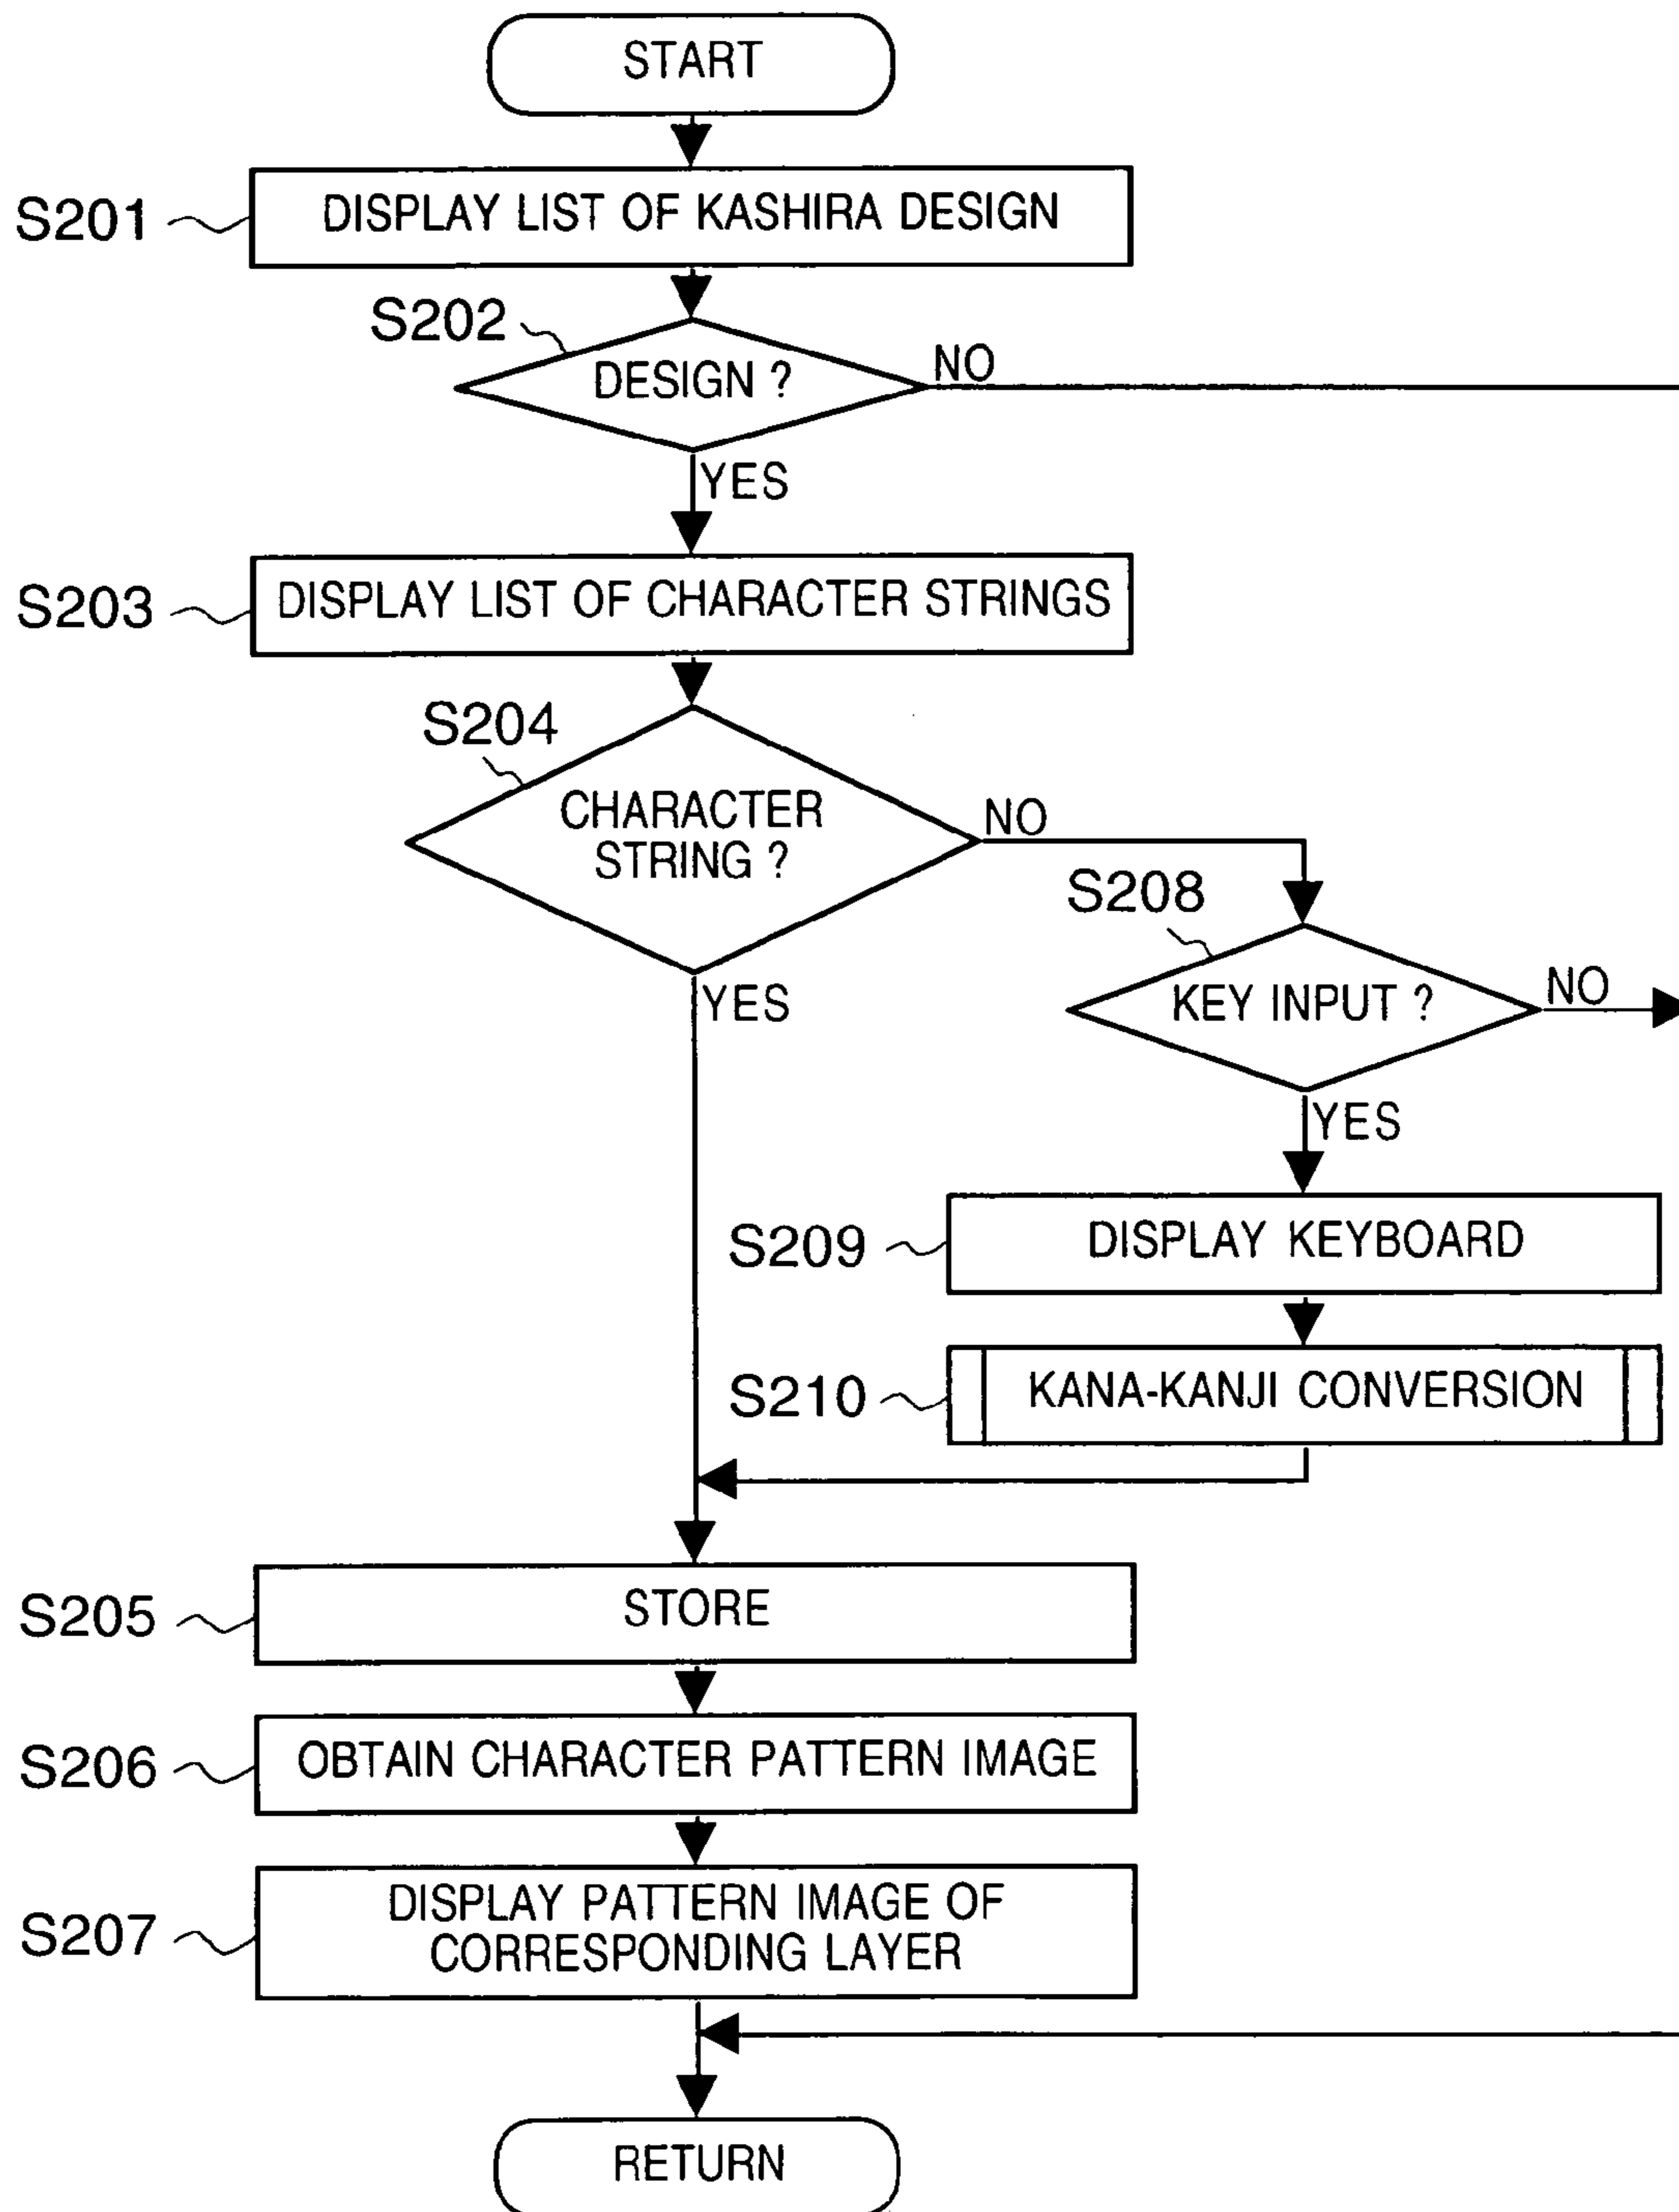 START
S201
DISPLAY LIST OF KASHIRA DESIGN
S202
DESIGN ?
NO
YES
S203
DISPLAY LIST OF CHARACTER STRINGS
S204
CHARACTER
STRING ?
NO
YES
S208
KEY INPUT ?
NO
YES
S209
DISPLAY KEYBOARD
S210
KANA-KANJI CONVERSION
S205
STORE
S206
OBTAIN CHARACTER PATTERN IMAGE
S207
DISPLAY PATTERN IMAGE OF
CORRESPONDING LAYER
RETURN